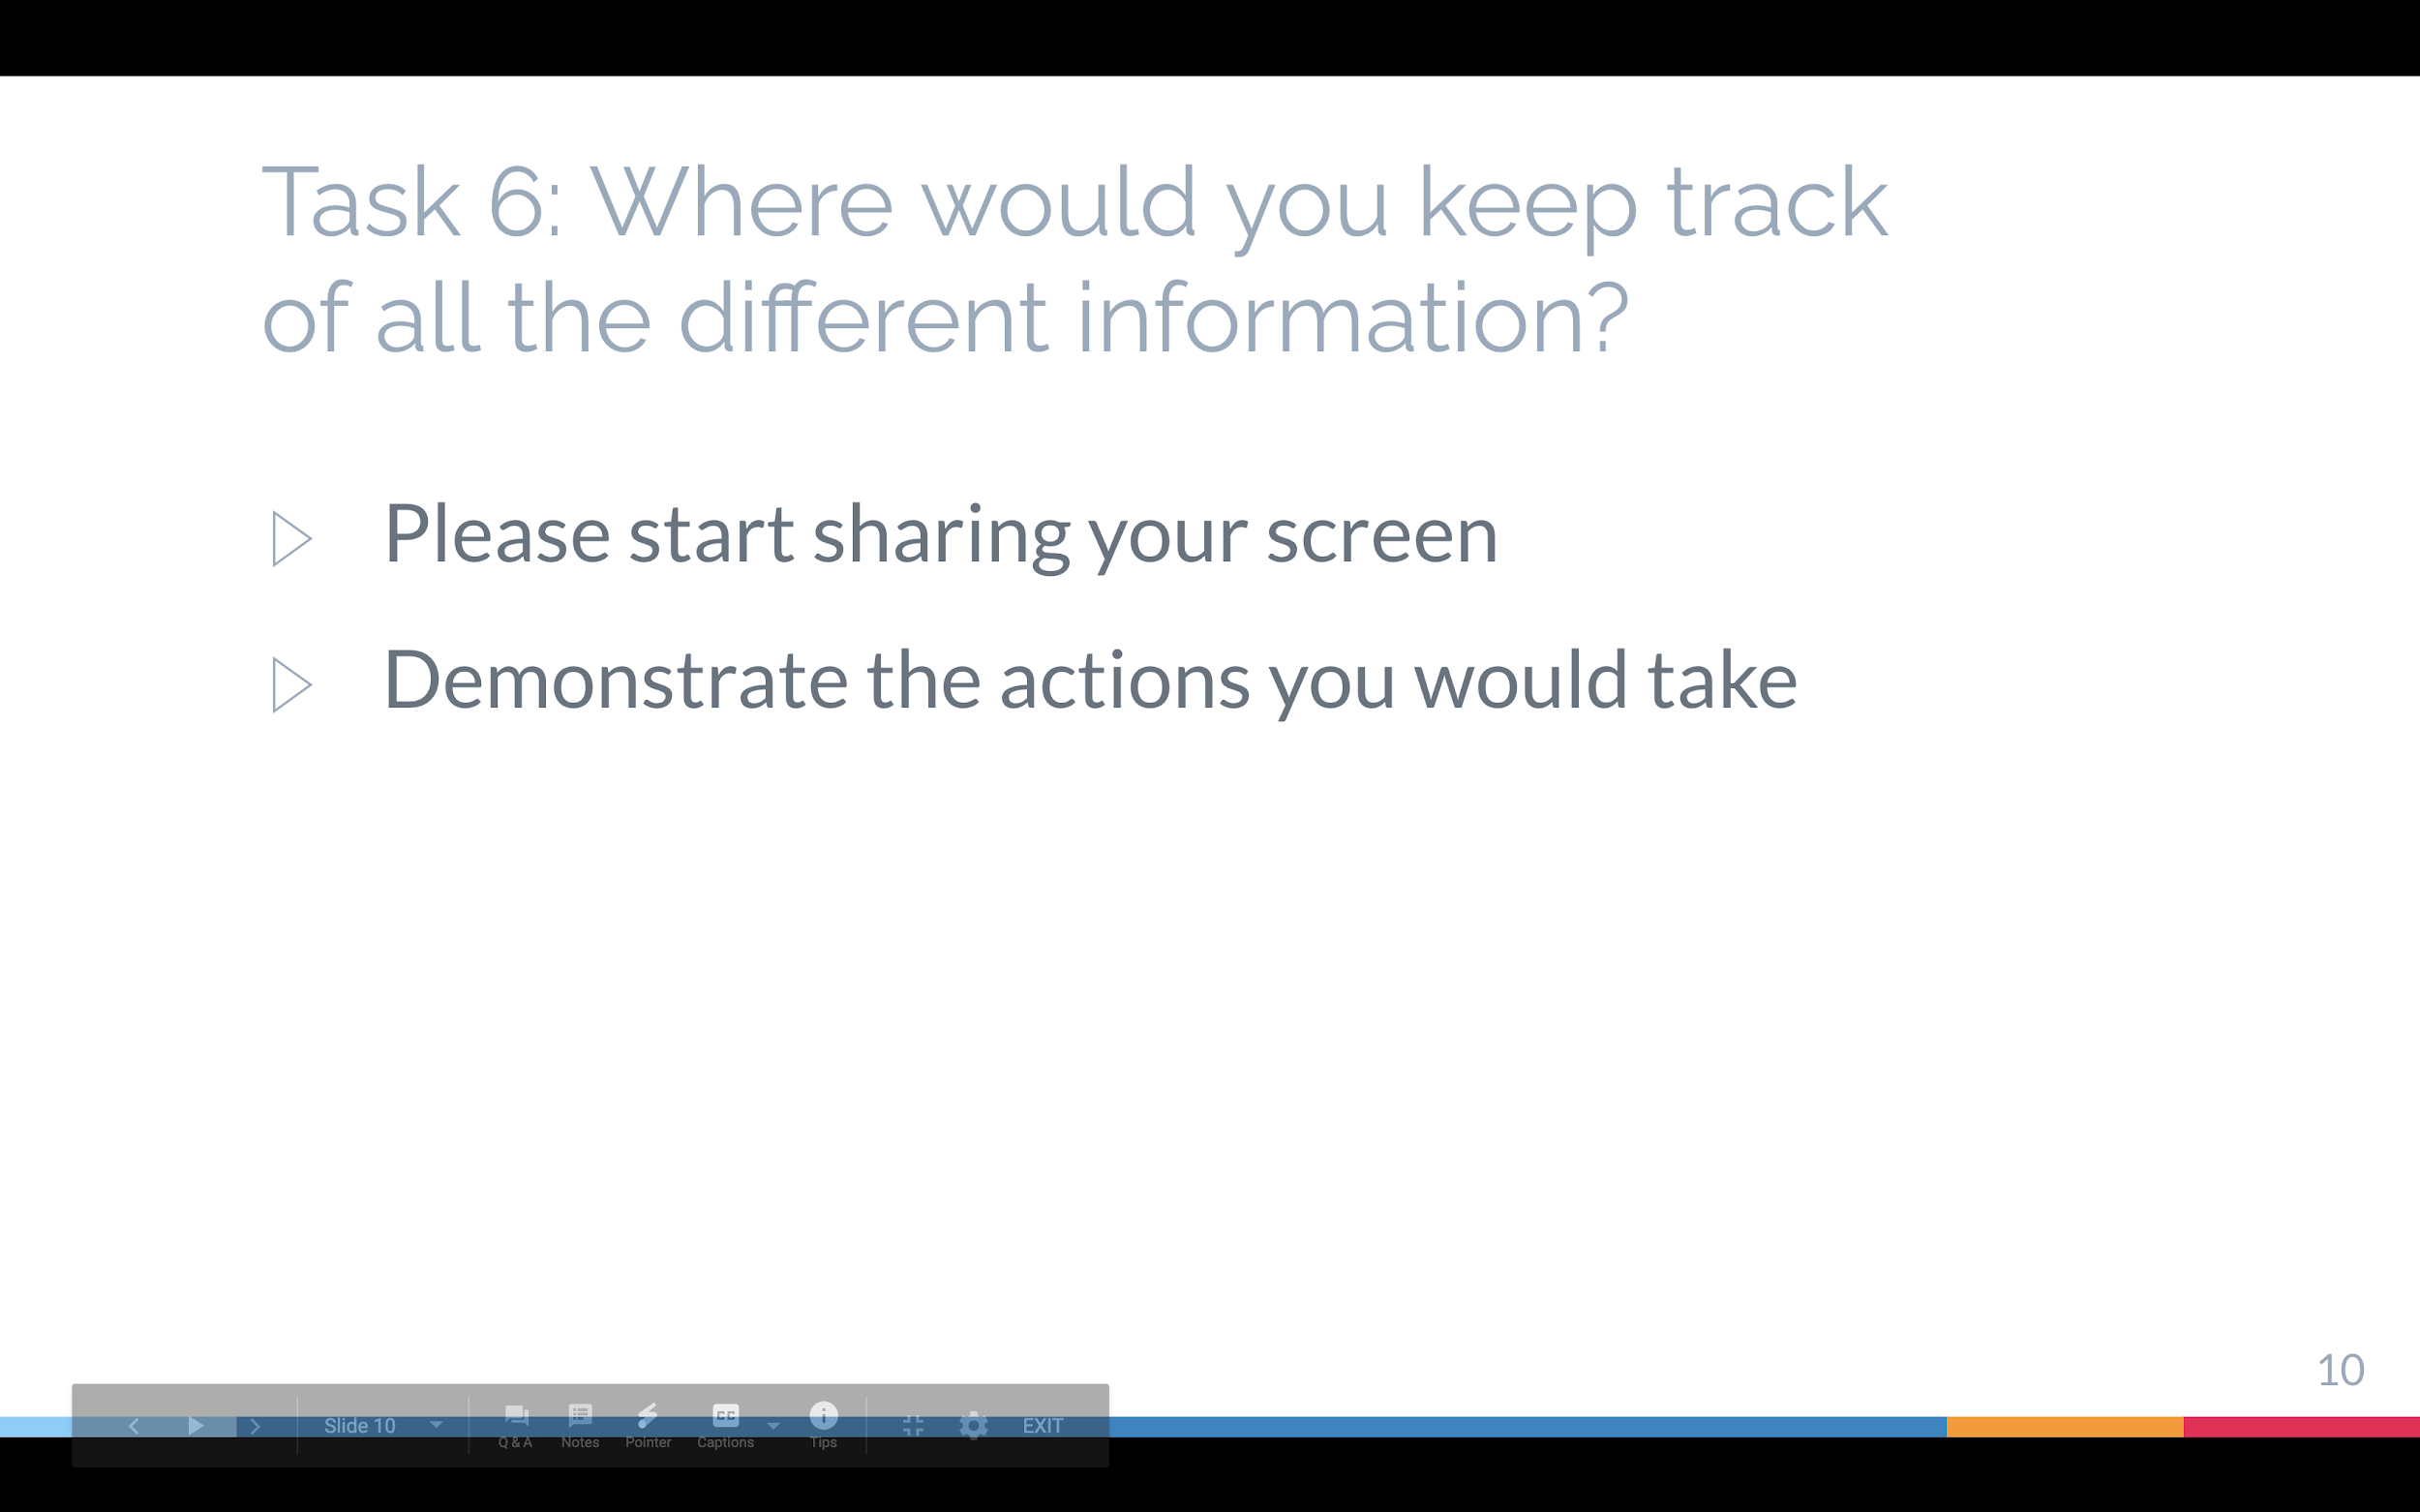 Task 6: Where would you keep track
of all the different information?
Please start sharing your screen
Demonstrate the actions you would take
10
Slide 10 Q & A Notes Pointer Captions Tips EXIT